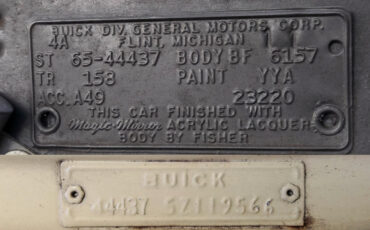 BUICK DIV. GENERAL MOTORS CORP.
4A FLINT, MICHIGAN
ST 65-44437 BODY BF 6157
TR 158 PAINT YYA
ACC. A49 23220
THIS CAR FINISHED WITH
Magic-Mirror ACRYLIC LACQUER
BODY BY FISHER
BUICK
44437 5Z119566